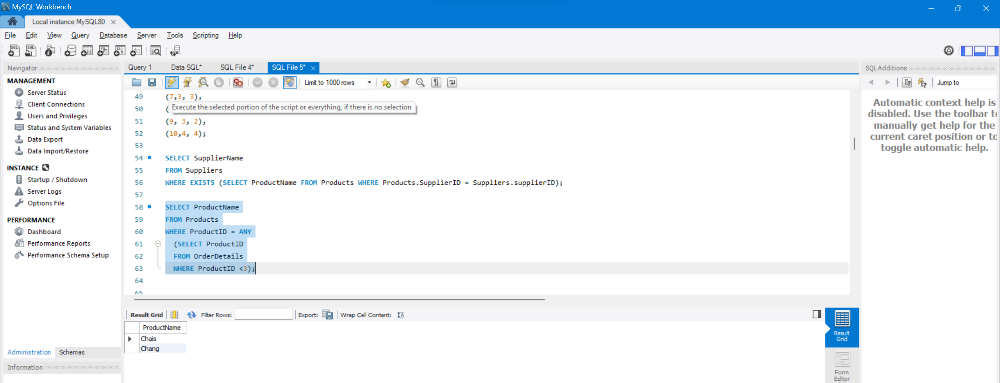 MySQL Workbench
Local instance MySQL80
File Edit View Query Database Server Tools Scripting Help
Navigator
MANAGEMENT
Server Status
Client Connections
Users and Privileges
Status and System Variables
Data Export
Data Import/Restore
INSTANCE
Startup / Shutdown
Server Logs
Options File
PERFORMANCE
Dashboard
Performance Reports
Performance Schema Setup
Administration Schemas
Information
Query 1 Data SQL* SQL File 4* SQL File 5*
Limit to 1000 rows
49 (7,3, 3),
Execute the selected portion of the script or everything, if there is no selection
50 (
51 (9, 3, 2),
52 (10,4, 4);
53
54 SELECT SupplierName
55 FROM Suppliers
56 WHERE EXISTS (SELECT ProductName FROM Products WHERE Products.SupplierID = Suppliers.supplierID);
57
58 SELECT ProductName
59 FROM Products
60 WHERE ProductID = ANY
61 (SELECT ProductID
62 FROM OrderDetails
63 WHERE ProductID <3);
64
65
Result Grid Filter Rows: Export: Wrap Cell Content:
ProductName
Chais
Chang
Result
Grid
Form
Editor
SQLAdditions
Jump to
Automatic context help is
disabled. Use the toolbar to
manually get help for the
current caret position or to
toggle automatic help.